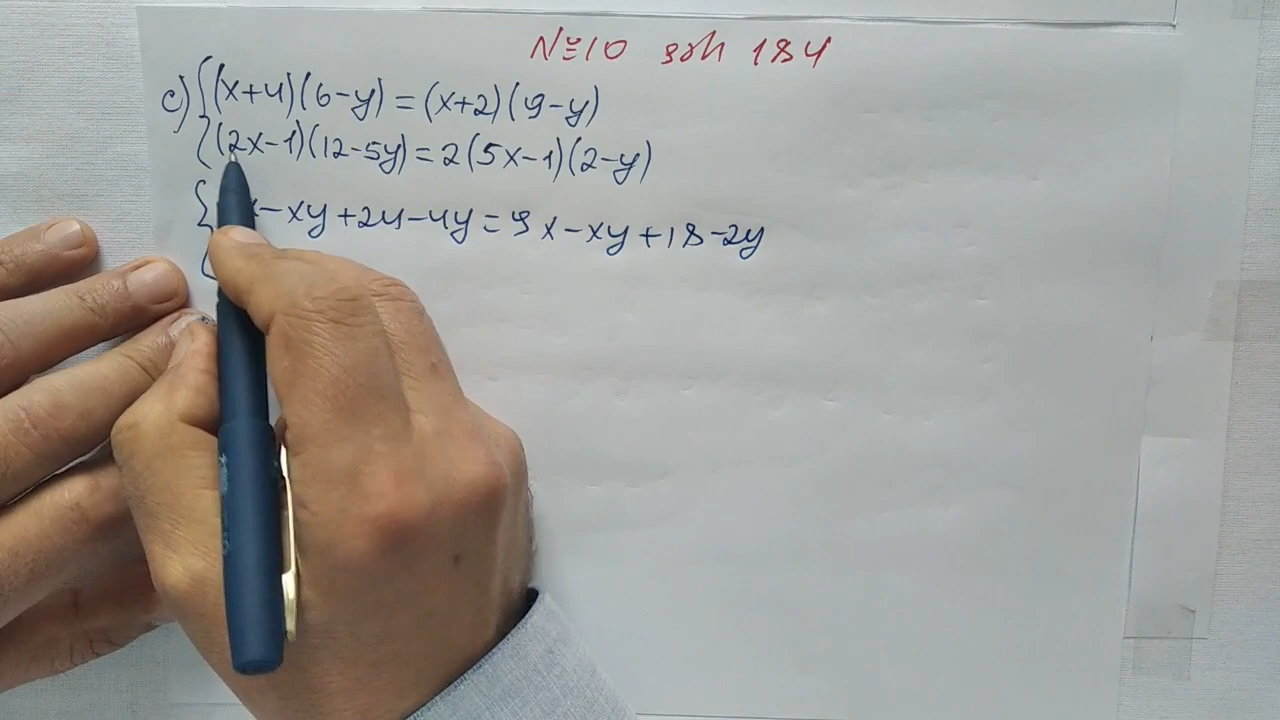 №10 səh 184
c) { (x+4)(6-y)=(x+2)(9-y)
{ (2x-1)(12-5y)=2(5x-1)(2-y)
{ x-xy+24-4y=9x-xy+18-2y